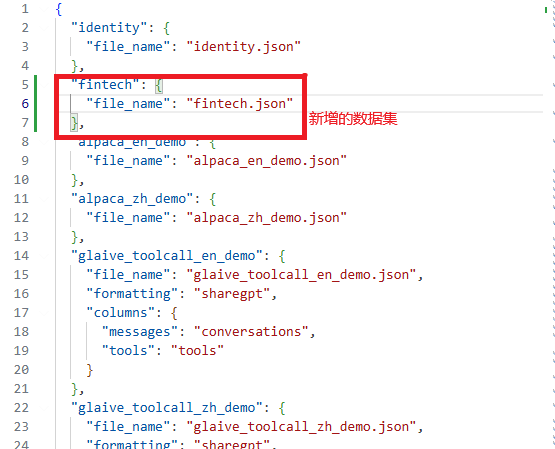 1 {
2 "identity": {
3 "file_name": "identity.json"
4 },
5 "fintech": {
6 "file_name": "fintech.json"
7 },
新增的数据集
8 "alpaca_en_demo": {
9 "file_name": "alpaca_en_demo.json"
10 },
11 "alpaca_zh_demo": {
12 "file_name": "alpaca_zh_demo.json"
13 },
14 "glaive_toolcall_en_demo": {
15 "file_name": "glaive_toolcall_en_demo.json",
16 "formatting": "sharegpt",
17 "columns": {
18 "messages": "conversations",
19 "tools": "tools"
20 }
21 },
22 "glaive_toolcall_zh_demo": {
23 "file_name": "glaive_toolcall_zh_demo.json",
24 "formatting": "sharegpt",